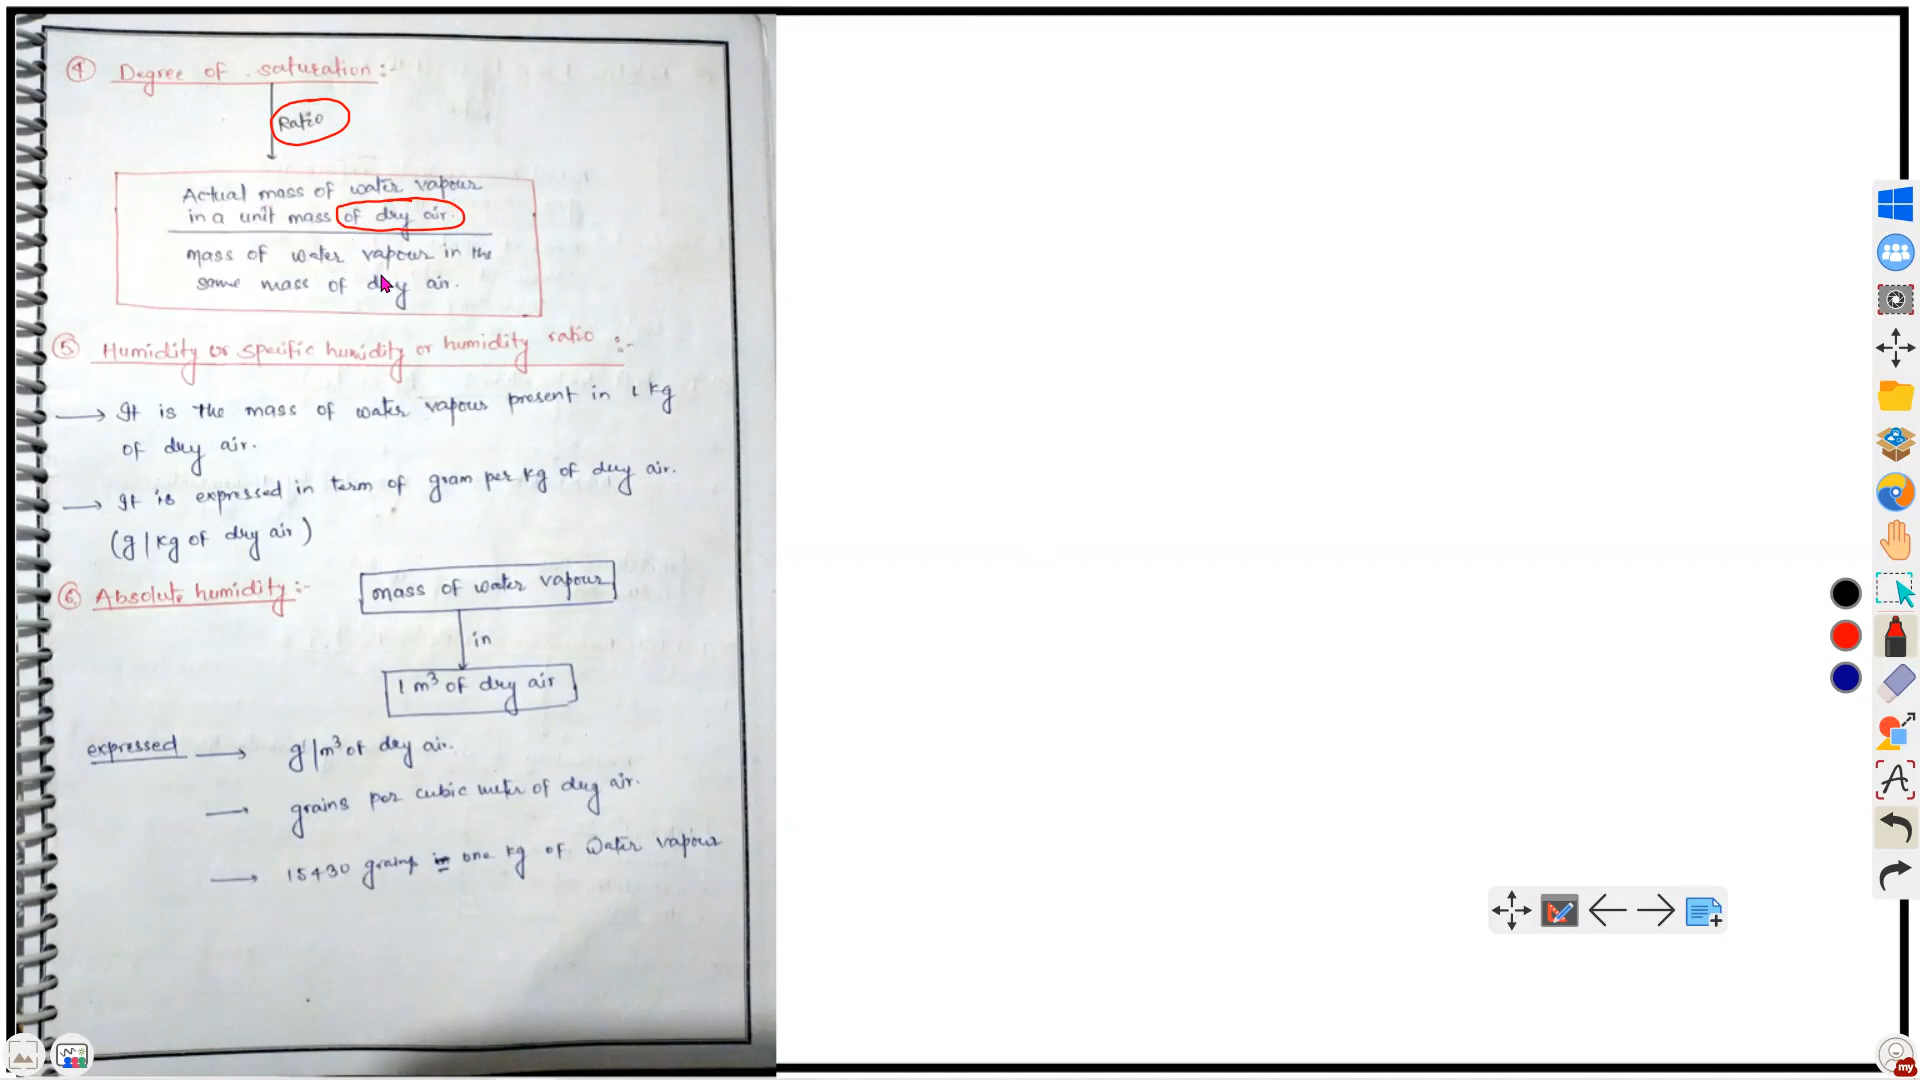 ④ Degree of saturation :-
Ratio
Actual mass of water vapour
in a unit mass of dry air.
mass of water vapour in the
same mass of dry air.
⑤ Humidity or specific humidity or humidity ratio :-
→ It is the mass of water vapour present in 1 kg
of dry air.
→ It is expressed in term of gram per kg of dry air.
(g/kg of dry air)
⑥ Absolute humidity :-
mass of water vapour
in
1 m³ of dry air
expressed → g/m³ of dry air.
→ grains per cubic meter of dry air.
→ 15430 grains in one kg of water vapour
my